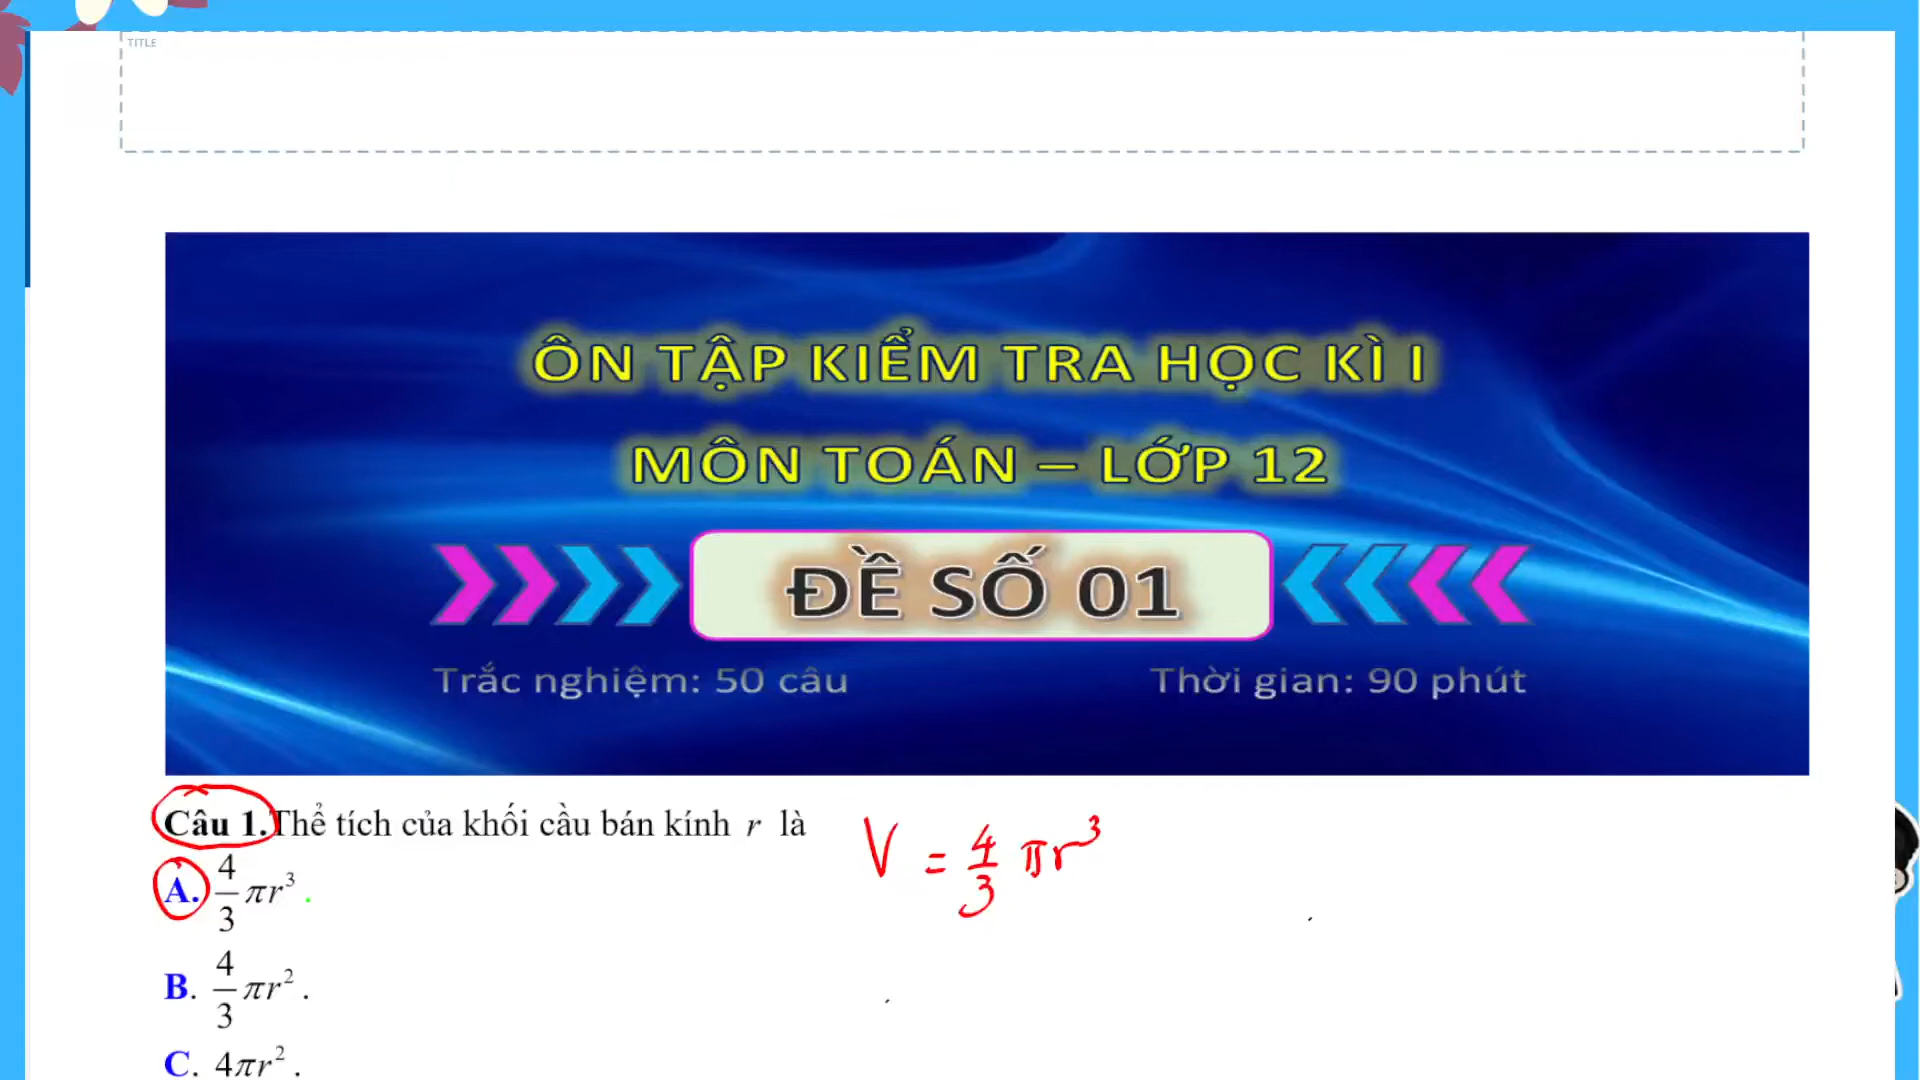 TITLE
ÔN TẬP KIỂM TRA HỌC KÌ I
MÔN TOÁN – LỚP 12
ĐỀ SỐ 01
Trắc nghiệm: 50 câu
Thời gian: 90 phút
Câu 1. Thể tích của khối cầu bán kính r là
V = 4/3 πr³
A. 4/3 πr³ .
B. 4/3 πr² .
C. 4πr² .